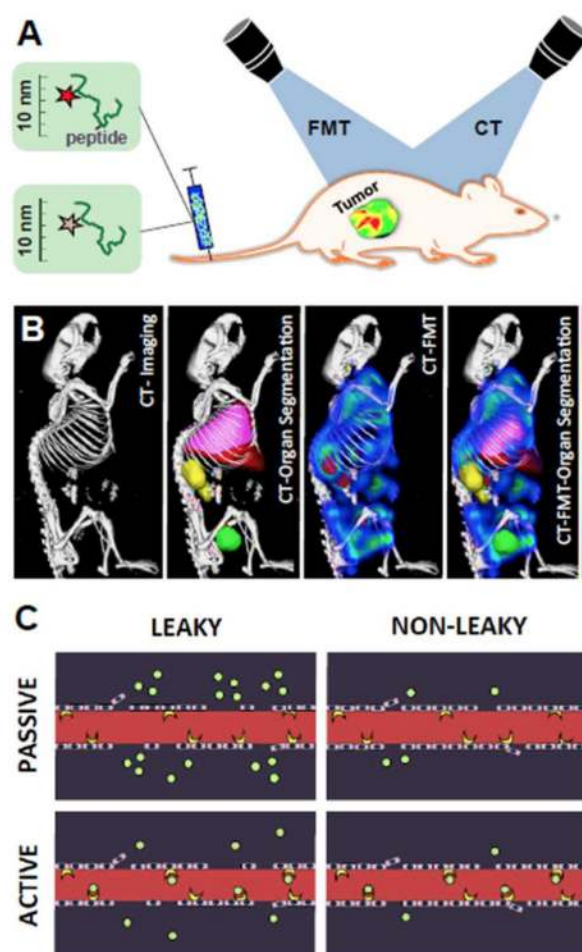 A
10 nm
peptide
10 nm
FMT
CT
Tumor
B
CT- Imaging
CT-Organ Segmentation
CT-FMT
CT-FMT-Organ Segmentation
C
LEAKY
NON-LEAKY
PASSIVE
ACTIVE